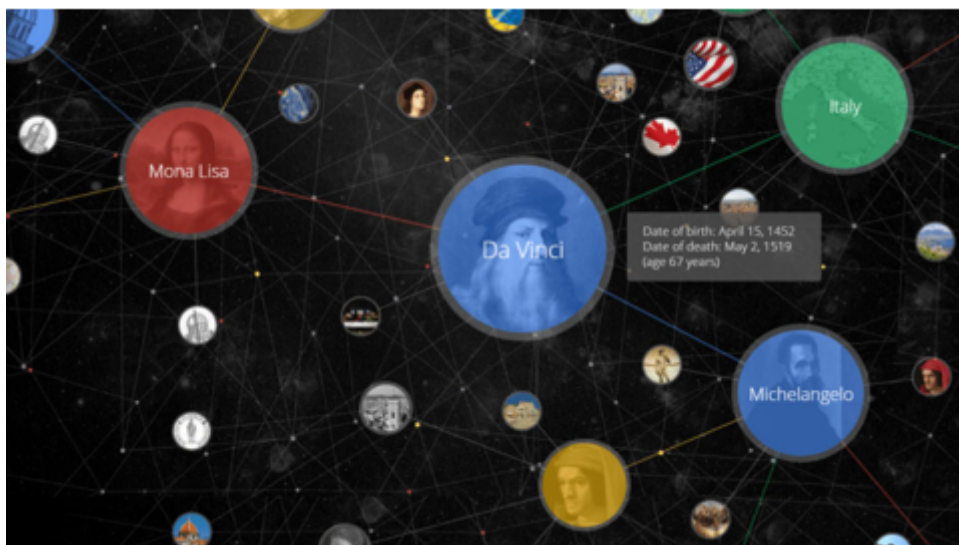 Italy
Mona Lisa
Da Vinci
Date of birth: April 15, 1452
Date of death: May 2, 1519
(age 67 years)
Michelangelo